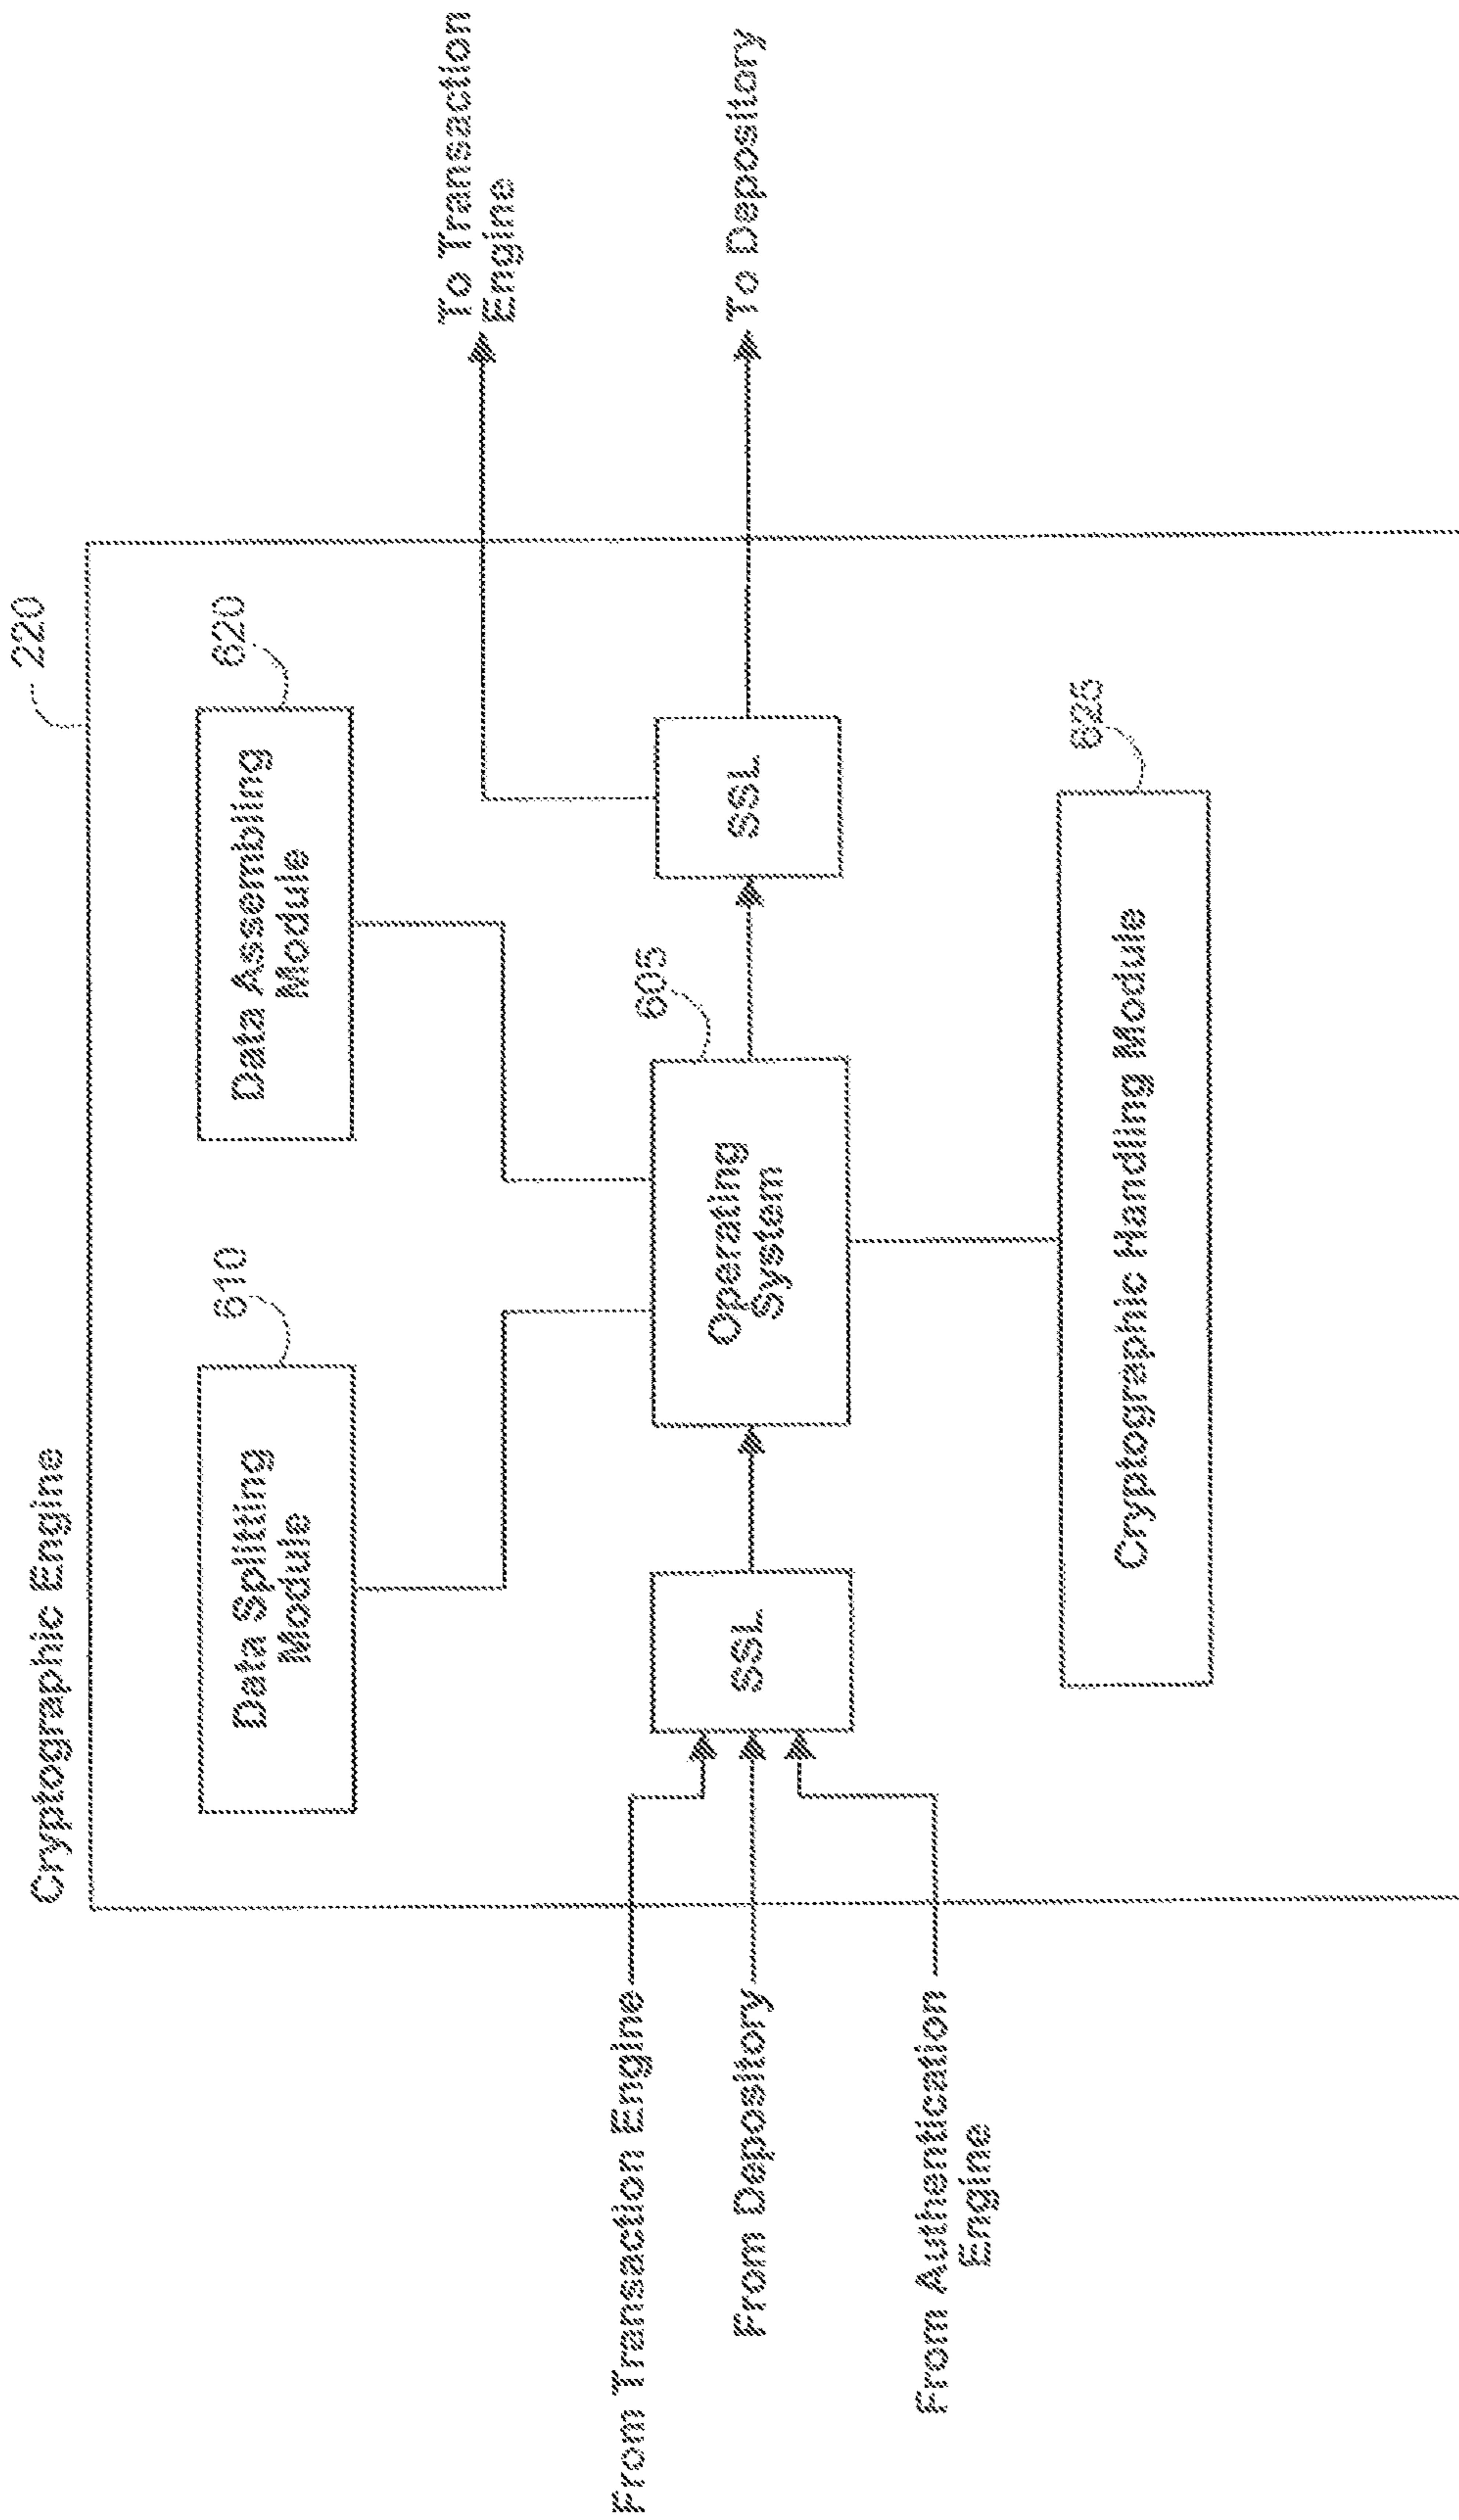 Cryptographic Engine
220
Data Splitting
Module
610
Data Assembling
Module
620
To Transaction
Engine
From Transaction Engine
From Depository
From Authentication
Engine
SSL
Operating
System
605
SSL
To Depository
Cryptographic Handling Module
625